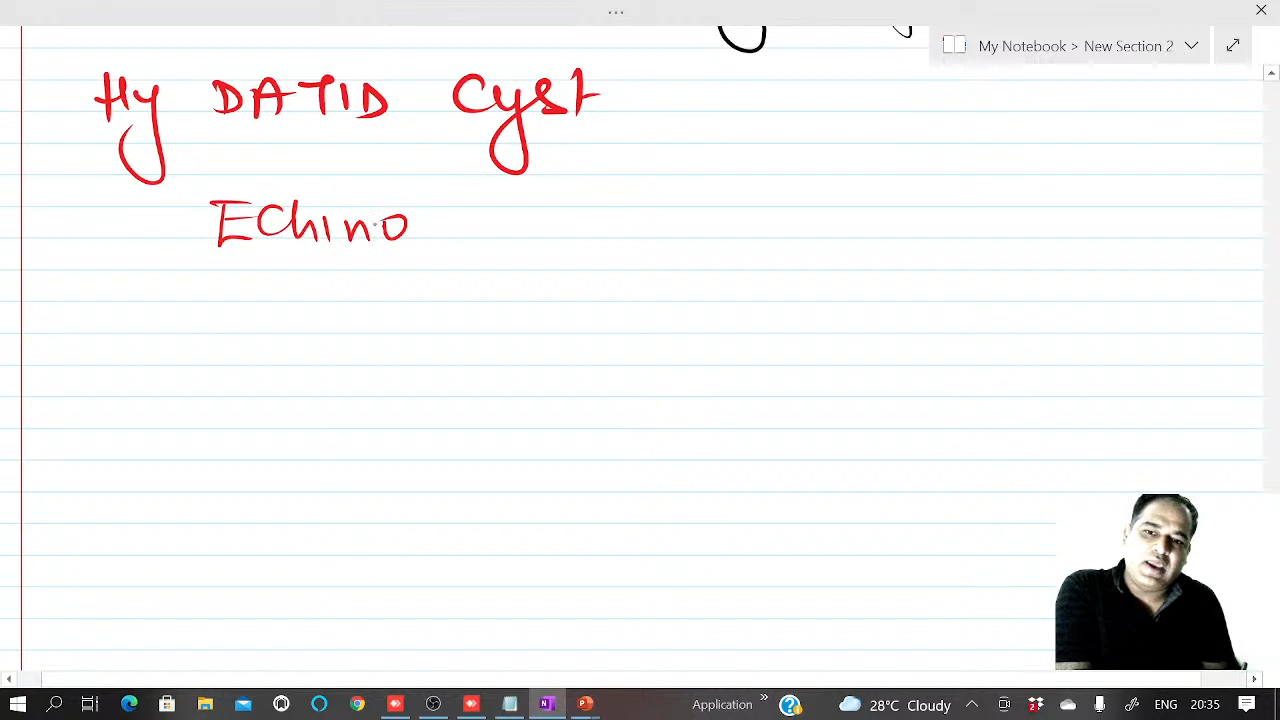 My Notebook > New Section 2
Hy DATID Cyst
EChino
Application
28°C Cloudy
ENG
20:35